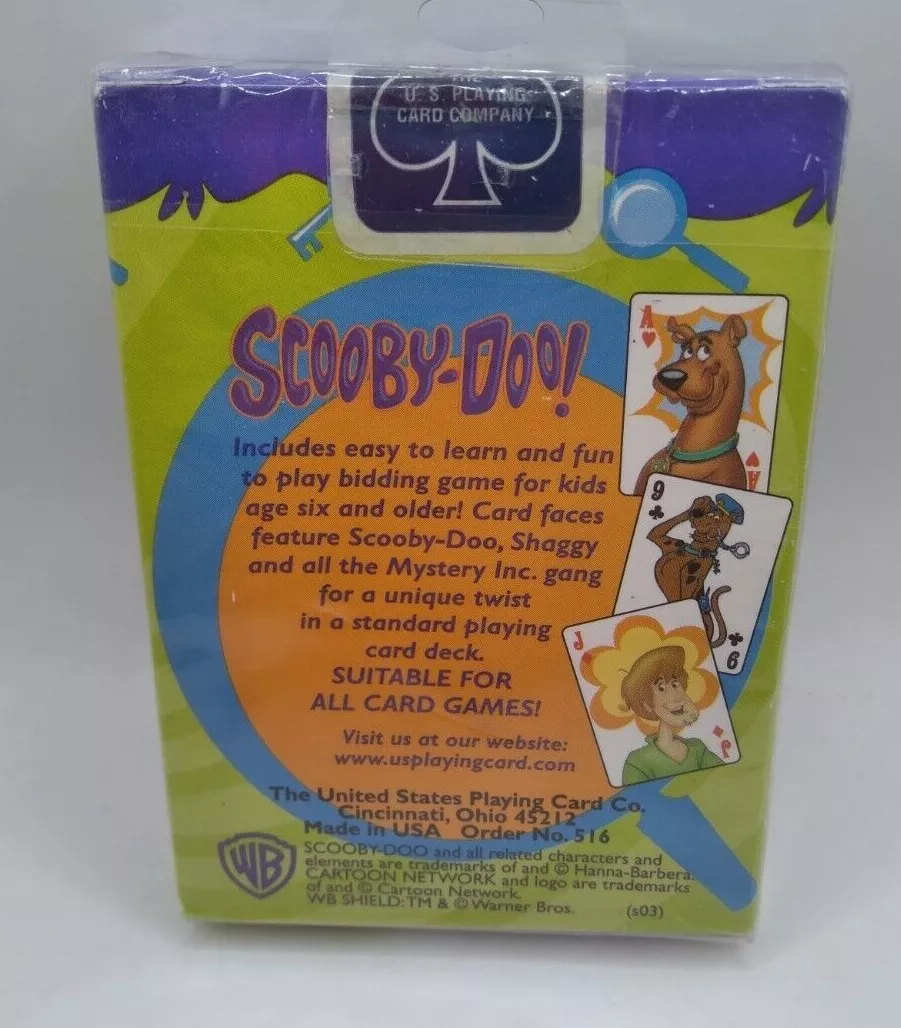 THE
U. S. PLAYING
CARD COMPANY
SCOOBY-DOO!
Includes easy to learn and fun
to play bidding game for kids
age six and older! Card faces
feature Scooby-Doo, Shaggy
and all the Mystery Inc. gang
for a unique twist
in a standard playing
card deck.
SUITABLE FOR
ALL CARD GAMES!
Visit us at our website:
www.usplayingcard.com
A
A
9
9
J
J
The United States Playing Card Co.
Cincinnati, Ohio 45212
Made in USA Order No. 516
WB
SCOOBY-DOO and all related characters and
elements are trademarks of and © Hanna-Barbera.
CARTOON NETWORK and logo are trademarks
of and © Cartoon Network.
WB SHIELD: TM & © Warner Bros.
(s03)